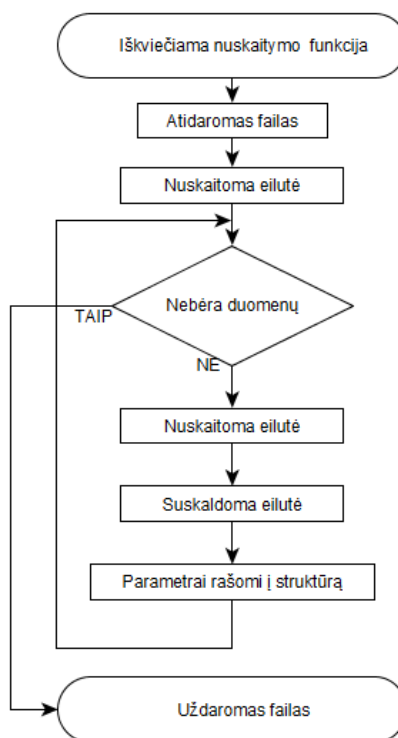 Iškviečiama nuskaitymo funkcija
Atidaromas failas
Nuskaitoma eilutė
Nebėra duomenų
TAIP
NE
Nuskaitoma eilutė
Suskaldoma eilutė
Parametrai rašomi į struktūrą
Uždaromas failas